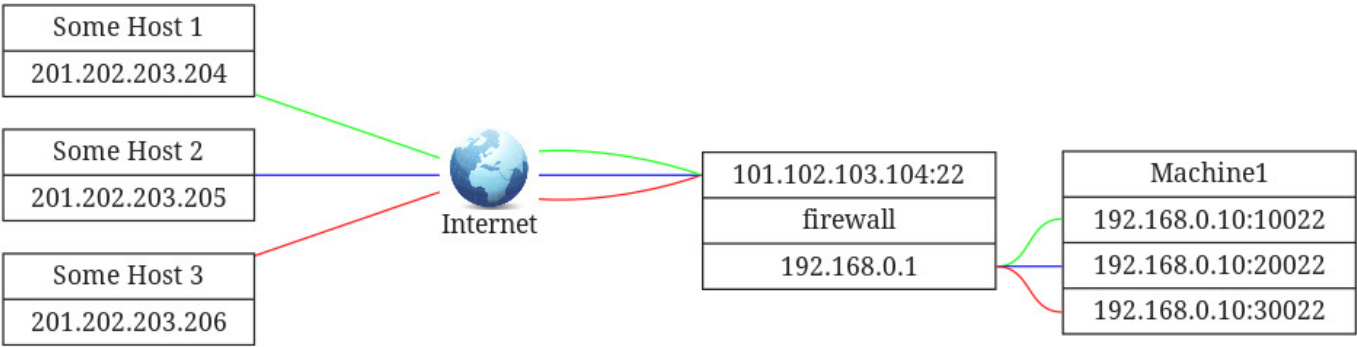 Some Host 1
201.202.203.204
Some Host 2
201.202.203.205
Some Host 3
201.202.203.206
Internet
101.102.103.104:22
firewall
192.168.0.1
Machine1
192.168.0.10:10022
192.168.0.10:20022
192.168.0.10:30022